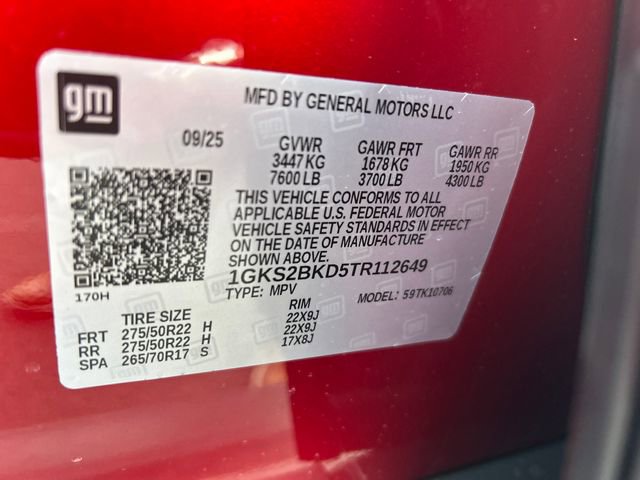 gm
MFD BY GENERAL MOTORS LLC
09/25
GVWR GAWR FRT GAWR RR
3447 KG 1678 KG 1950 KG
7600 LB 3700 LB 4300 LB
THIS VEHICLE CONFORMS TO ALL
APPLICABLE U.S. FEDERAL MOTOR
VEHICLE SAFETY STANDARDS IN EFFECT
ON THE DATE OF MANUFACTURE
SHOWN ABOVE.
1GKS2BKD5TR112649
170H
TYPE: MPV MODEL: 59TK10706
TIRE SIZE RIM
FRT 275/50R22 H 22X9J
RR 275/50R22 H 22X9J
SPA 265/70R17 S 17X8J